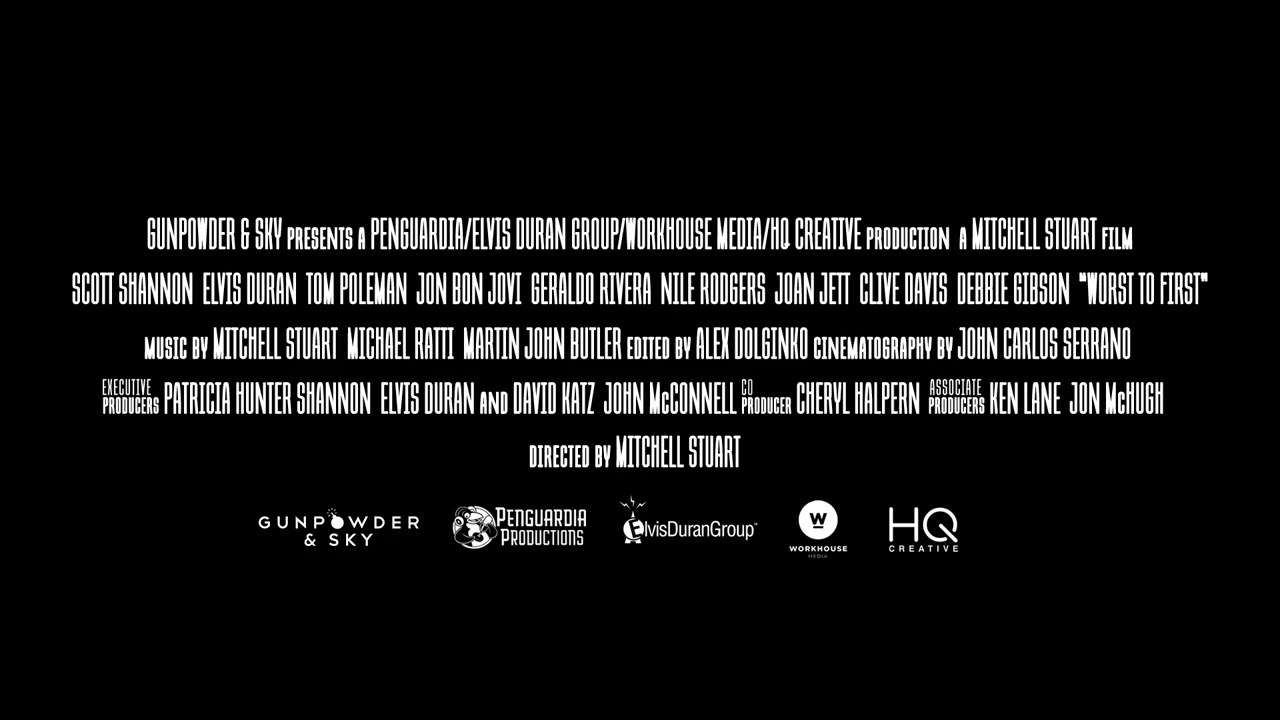 GUNPOWDER & SKY PRESENTS A PENGUARDIA/ELVIS DURAN GROUP/WORKHOUSE MEDIA/HQ CREATIVE PRODUCTION A MITCHELL STUART FILM
SCOTT SHANNON ELVIS DURAN TOM POLEMAN JON BON JOVI GERALDO RIVERA NILE RODGERS JOAN JETT CLIVE DAVIS DEBBIE GIBSON "WORST TO FIRST"
MUSIC BY MITCHELL STUART MICHAEL RATTI MARTIN JOHN BUTLER EDITED BY ALEX DOLGINKO CINEMATOGRAPHY BY JOHN CARLOS SERRANO
EXECUTIVE PRODUCERS PATRICIA HUNTER SHANNON ELVIS DURAN AND DAVID KATZ JOHN McCONNELL CO PRODUCER CHERYL HALPERN ASSOCIATE PRODUCERS KEN LANE JON McHUGH
DIRECTED BY MITCHELL STUART
GUNPOWDER
& SKY
PENGUARDIA
PRODUCTIONS
ElvisDuranGroup™
W
WORKHOUSE
MEDIA
HQ
CREATIVE